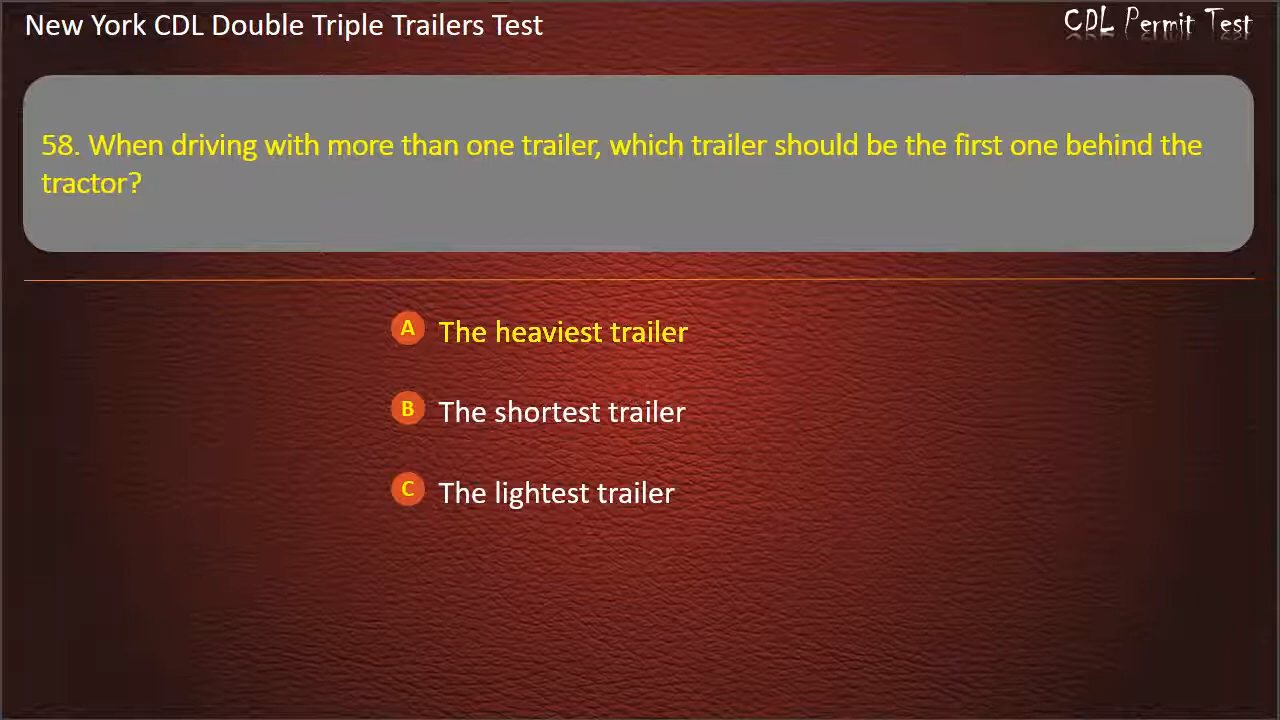 New York CDL Double Triple Trailers Test
CDL Permit Test
58. When driving with more than one trailer, which trailer should be the first one behind the
tractor?
A The heaviest trailer
B The shortest trailer
C The lightest trailer